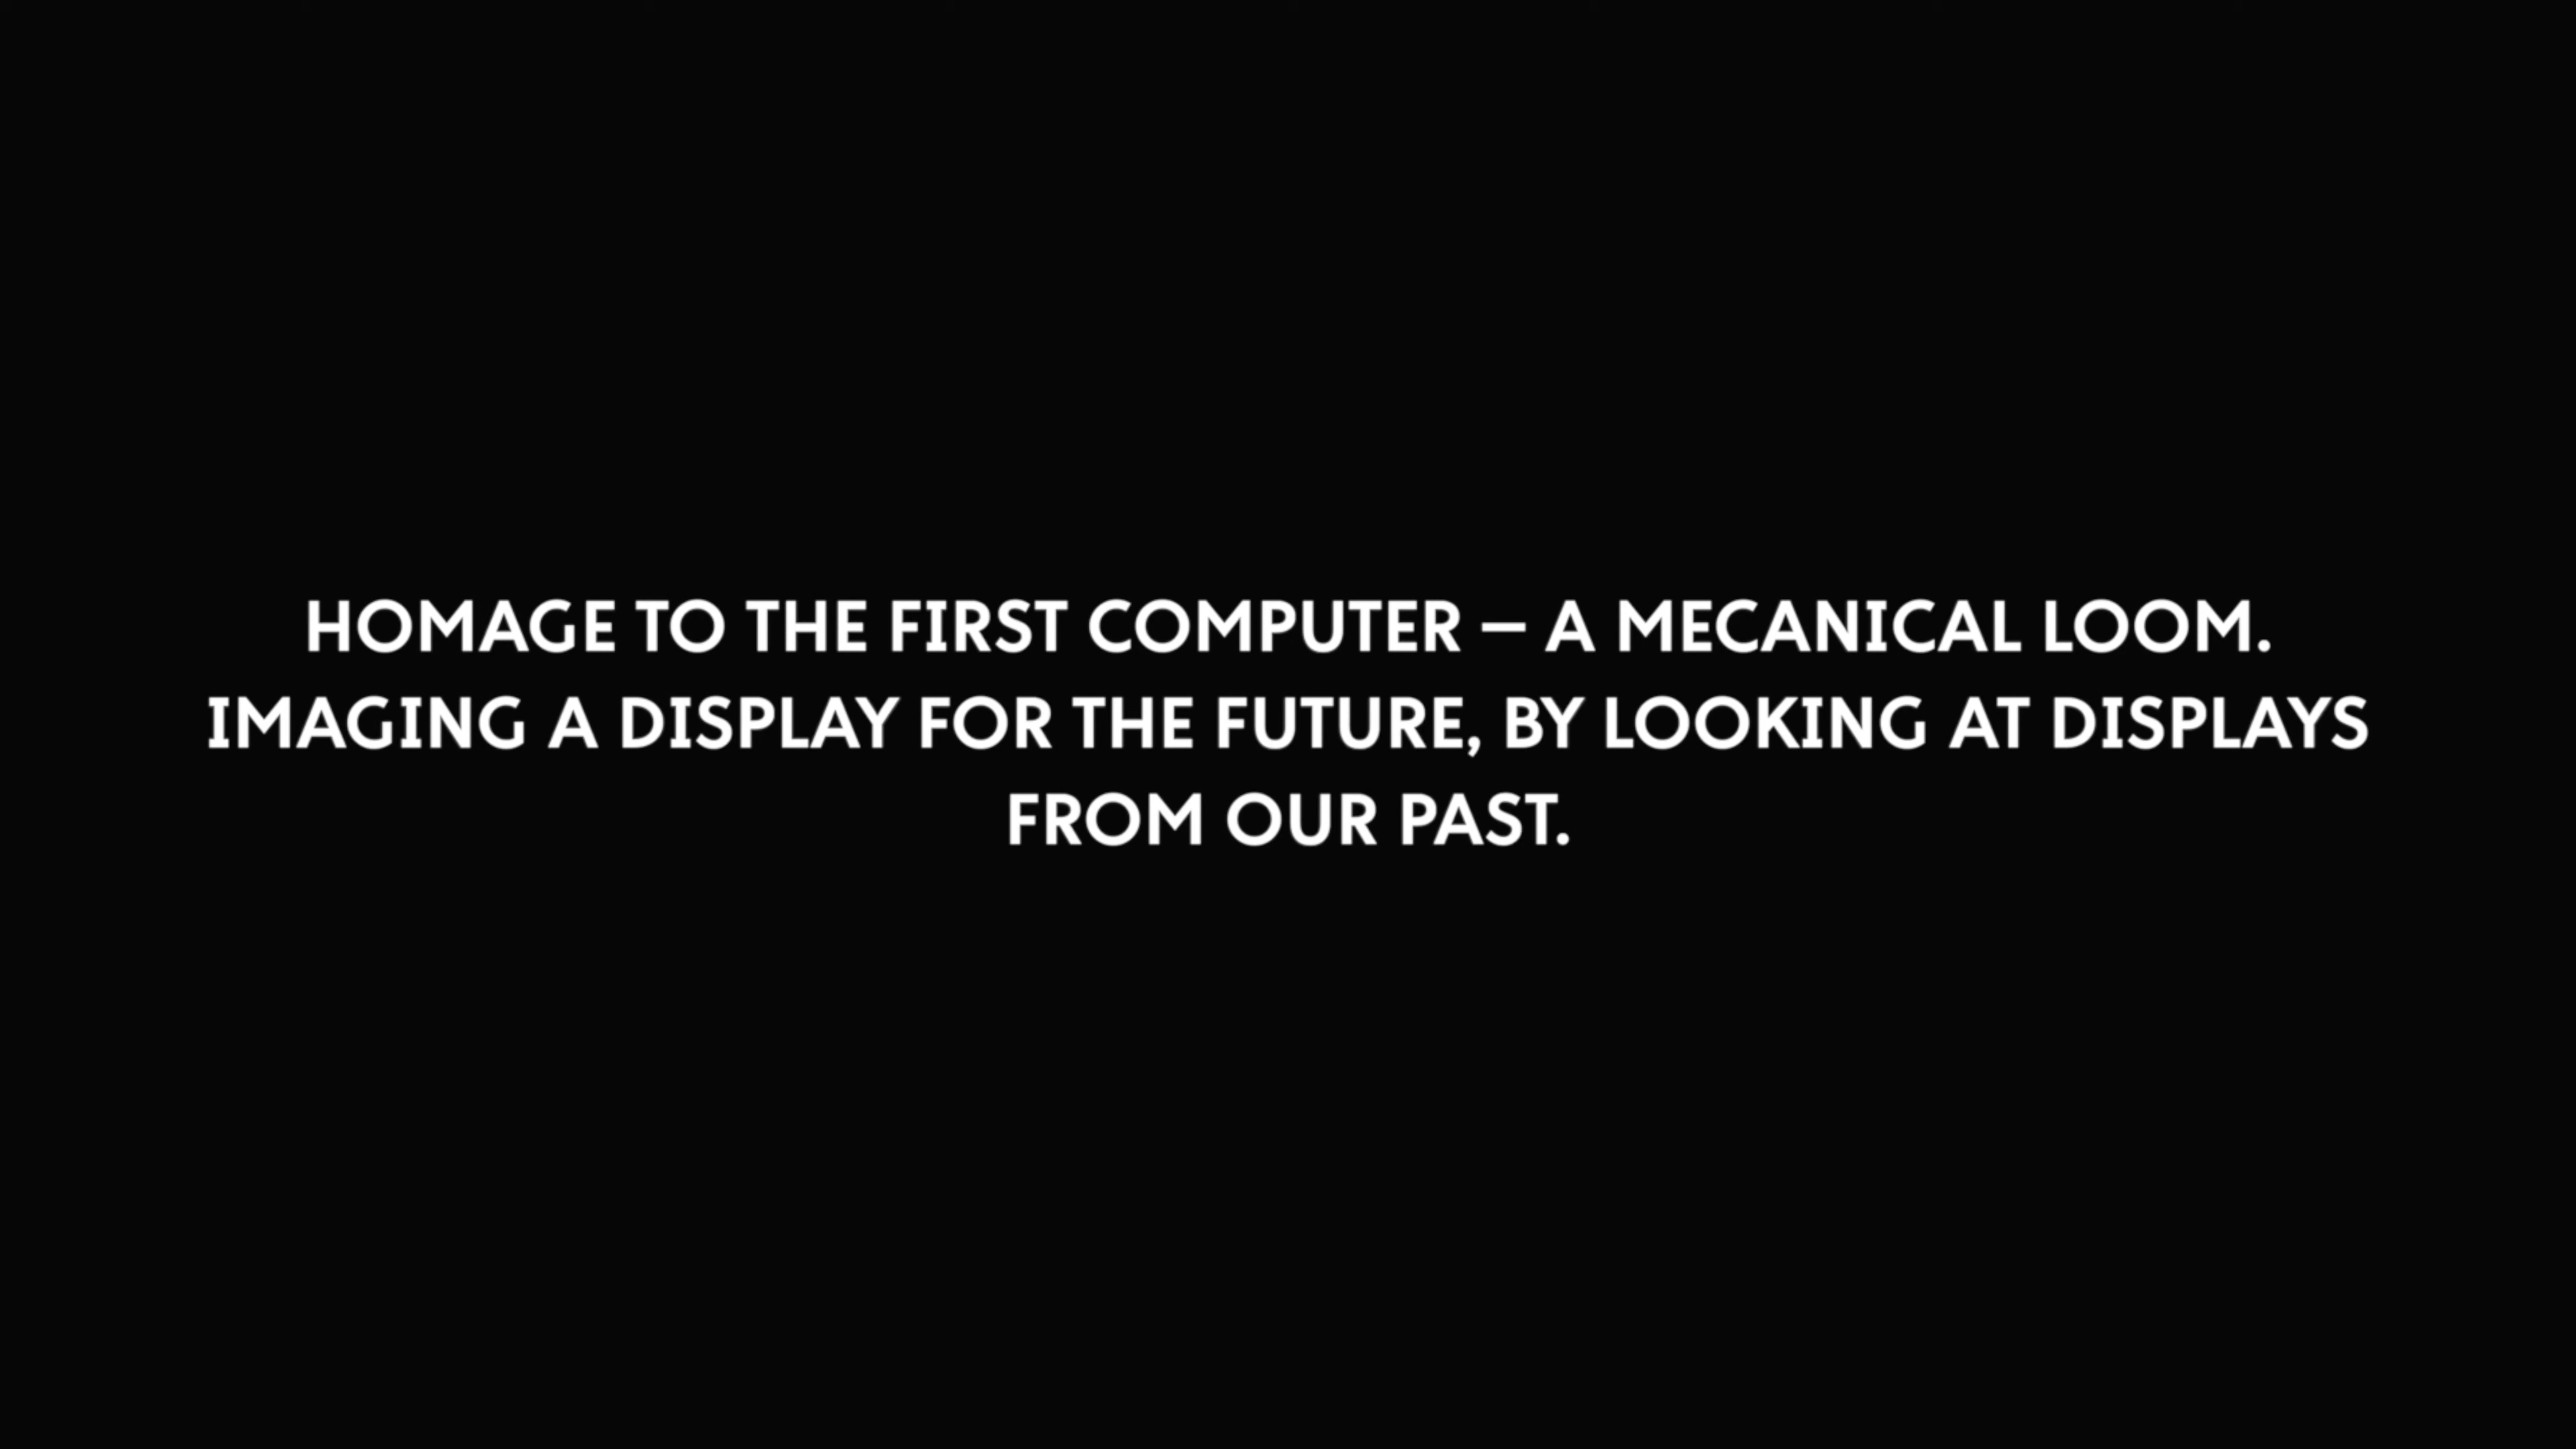 HOMAGE TO THE FIRST COMPUTER – A MECANICAL LOOM.
IMAGING A DISPLAY FOR THE FUTURE, BY LOOKING AT DISPLAYS
FROM OUR PAST.